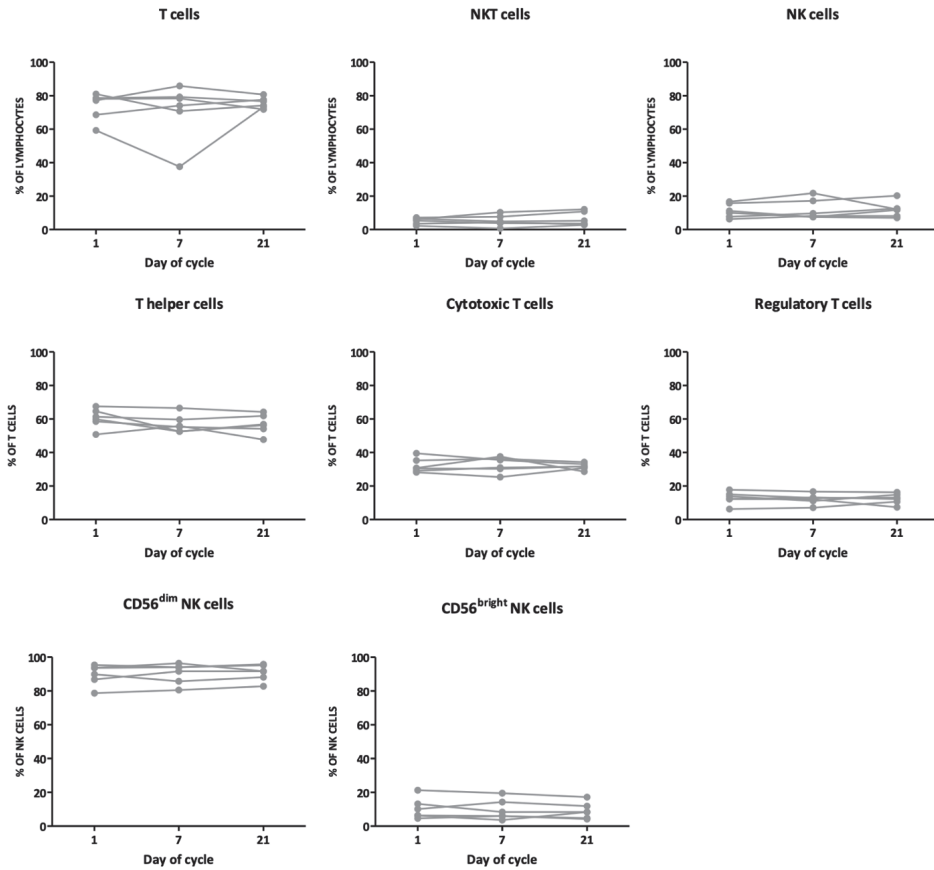 T cells
NKT cells
NK cells
% OF LYMPHOCYTES
100
80
60
40
20
0
1 7 21
Day of cycle
% OF LYMPHOCYTES
100
80
60
40
20
0
1 7 21
Day of cycle
% OF LYMPHOCYTES
100
80
60
40
20
0
1 7 21
Day of cycle
T helper cells
Cytotoxic T cells
Regulatory T cells
% OF T CELLS
100
80
60
40
20
0
1 7 21
Day of cycle
% OF T CELLS
100
80
60
40
20
0
1 7 21
Day of cycle
% OF T CELLS
100
80
60
40
20
0
1 7 21
Day of cycle
CD56dim NK cells
CD56bright NK cells
% OF NK CELLS
100
80
60
40
20
0
1 7 21
Day of cycle
% OF NK CELLS
100
80
60
40
20
0
1 7 21
Day of cycle